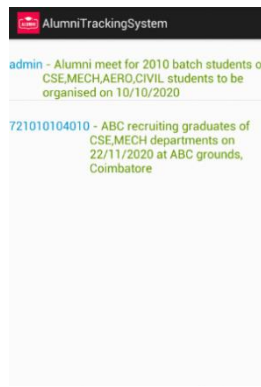 AlumniTrackingSystem
admin - Alumni meet for 2010 batch students o
CSE,MECH,AERO,CIVIL students to be
organised on 10/10/2020
721010104010 - ABC recruiting graduates of
CSE,MECH departments on
22/11/2020 at ABC grounds,
Coimbatore